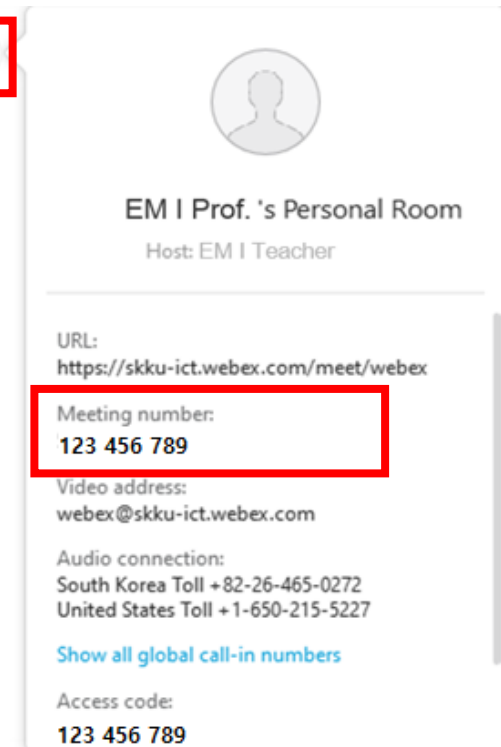 EM I Prof. 's Personal Room
Host: EM I Teacher
URL:
https://skku-ict.webex.com/meet/webex
Meeting number:
123 456 789
Video address:
webex@skku-ict.webex.com
Audio connection:
South Korea Toll +82-26-465-0272
United States Toll +1-650-215-5227
Show all global call-in numbers
Access code:
123 456 789